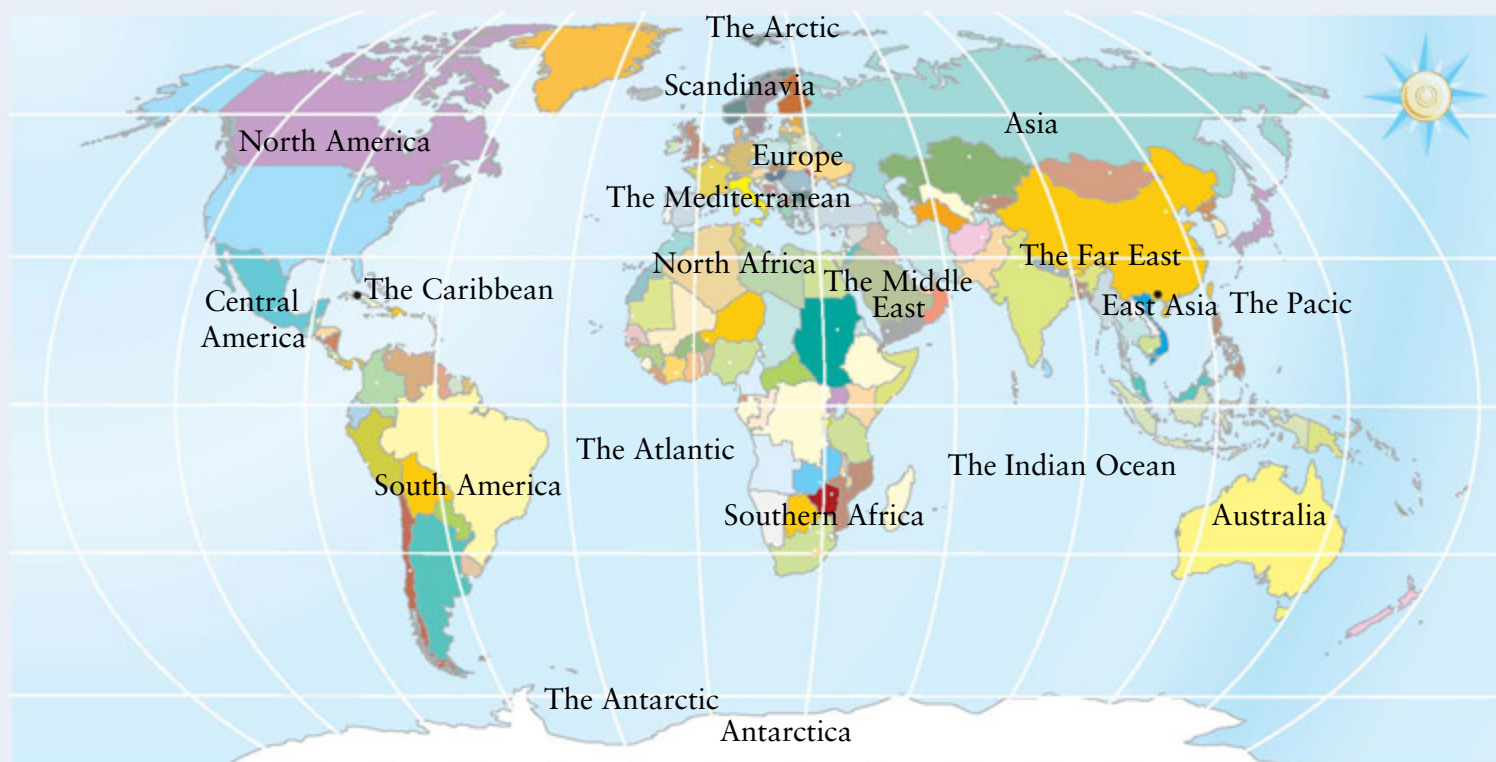 The Arctic
Scandinavia
Asia
North America
Europe
The Mediterranean
The Far East
North Africa
The Middle
East
The Caribbean
Central
America
East Asia
The Pacic
The Atlantic
The Indian Ocean
South America
Southern Africa
Australia
The Antarctic
Antarctica